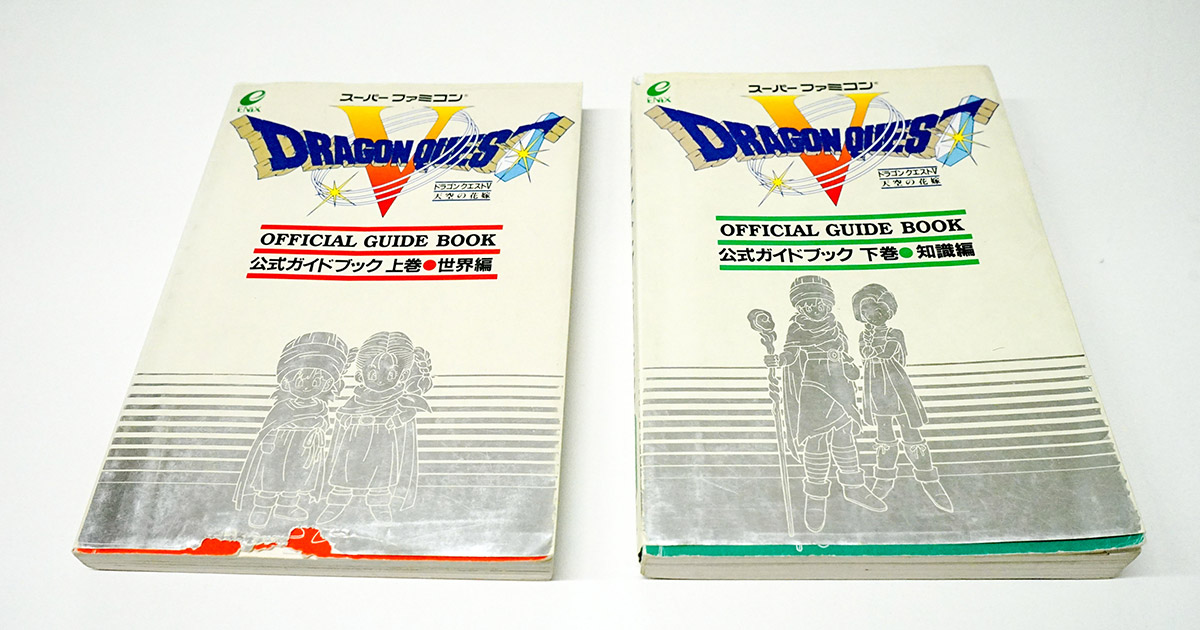 ENIX
スーパーファミコン®
V
DRAGON QUEST
ドラゴンクエストV
天空の花嫁
OFFICIAL GUIDE BOOK
公式ガイドブック 上巻●世界編
ENIX
スーパーファミコン®
V
DRAGON QUEST
ドラゴンクエストV
天空の花嫁
OFFICIAL GUIDE BOOK
公式ガイドブック 下巻●知識編